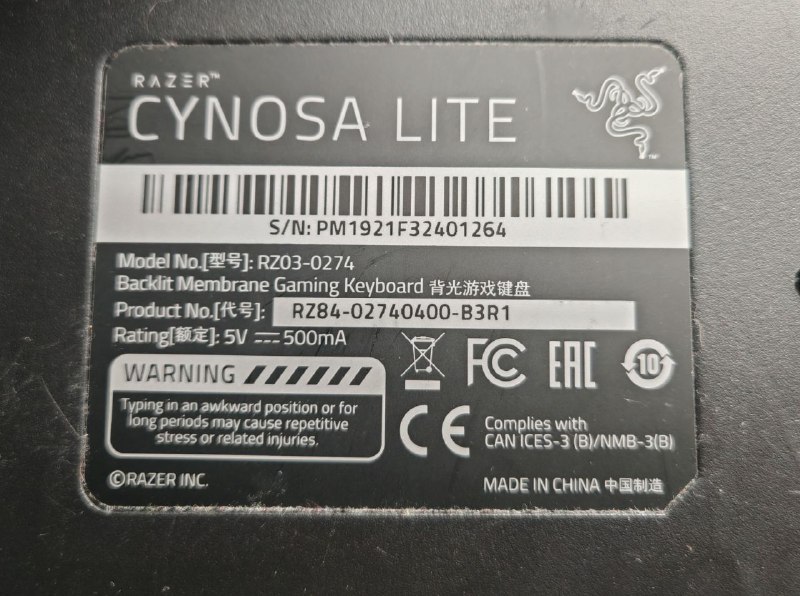 RAZER™
CYNOSA LITE
TM
S/N: PM1921F32401264
Model No.[型号]: RZ03-0274
Backlit Membrane Gaming Keyboard 背光游戏键盘
Product No.[代号]: RZ84-02740400-B3R1
Rating[额定]: 5V ⎓ 500mA
WARNING
Typing in an awkward position or for
long periods may cause repetitive
stress or related injuries.
FC EAC 10
CE
Complies with
CAN ICES-3 (B)/NMB-3(B)
©RAZER INC.
MADE IN CHINA 中国制造